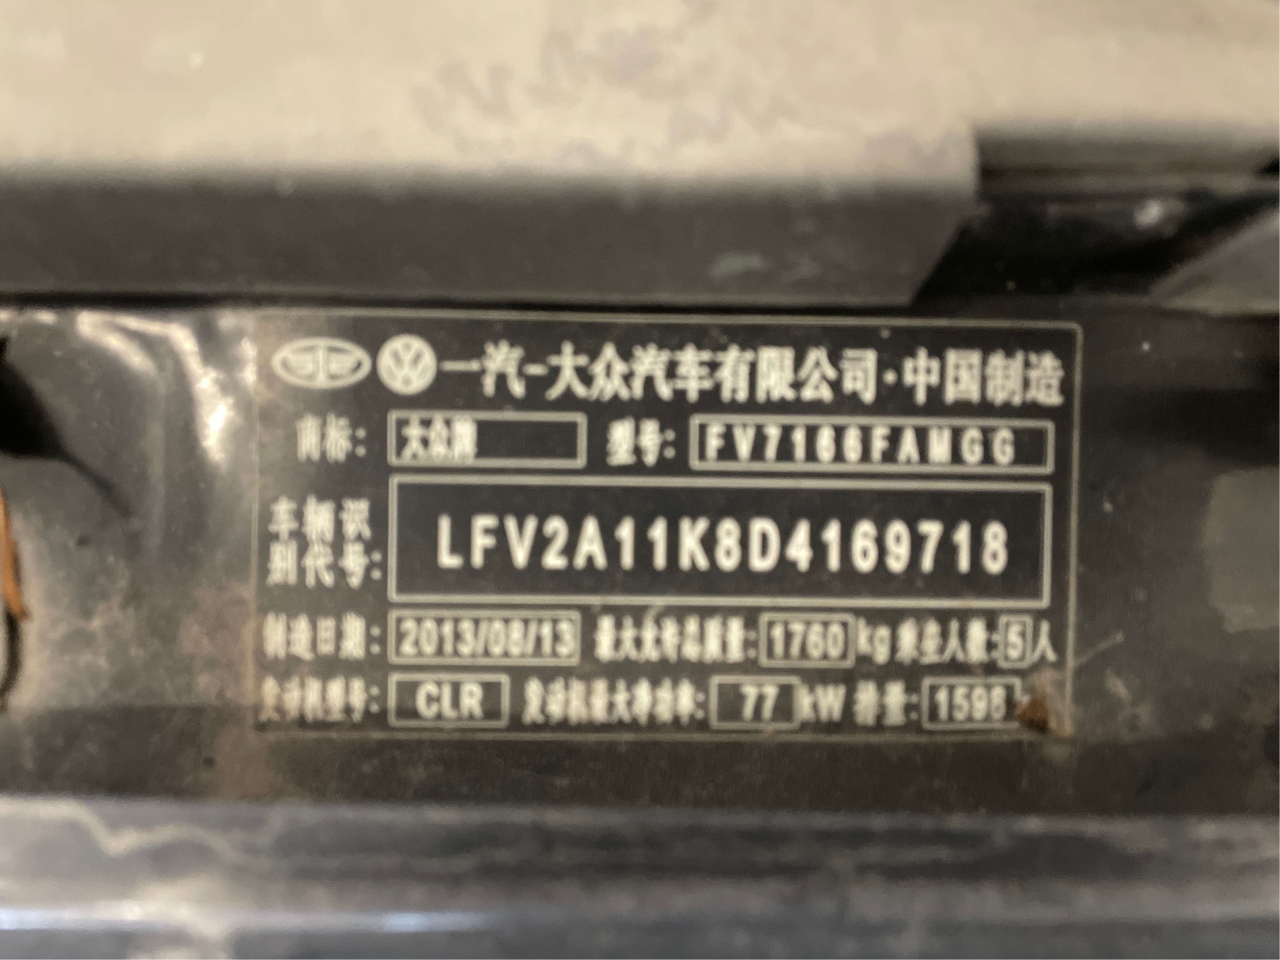 一汽-大众汽车有限公司·中国制造
商标: 大众牌 型号: FV7166FAMGG
车辆识别代号: LFV2A11K8D4169718
制造日期: 2013/08/13 最大允许总质量: 1760 kg 乘坐人数: 5 人
发动机型号: CLR 发动机最大净功率: 77 kW 排量: 1598